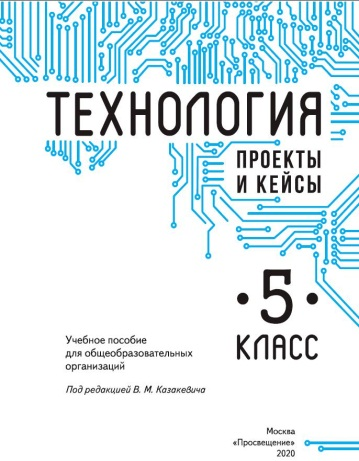 ТЕХНОЛОГИЯ
ПРОЕКТЫ
И КЕЙСЫ
·5·
КЛАСС
Учебное пособие
для общеобразовательных
организаций
Под редакцией В. М. Казакевича
Москва
«Просвещение»
2020